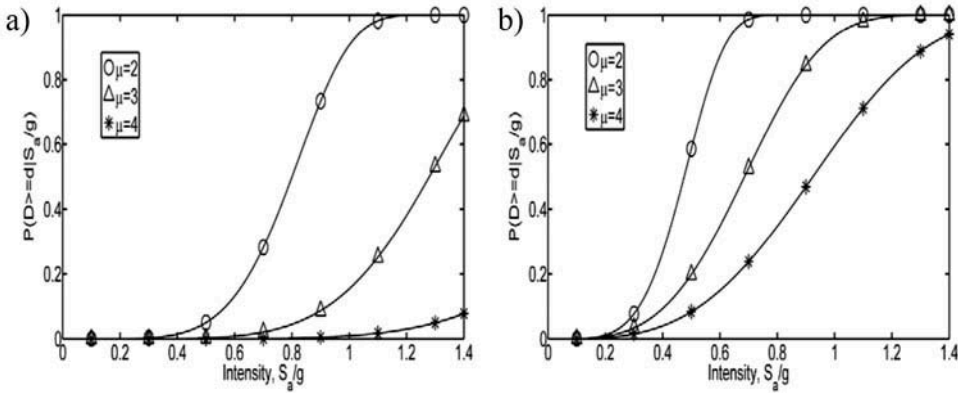 a)
P(D>=d|Sₐ/g)
1
0.8
0.6
0.4
0.2
0
μ=2
μ=3
μ=4
0 0.2 0.4 0.6 0.8 1 1.2 1.4
Intensity, Sₐ/g
b)
P(D>=d|Sₐ/g)
1
0.8
0.6
0.4
0.2
0
μ=2
μ=3
μ=4
0 0.2 0.4 0.6 0.8 1 1.2 1.4
Intensity, Sₐ/g